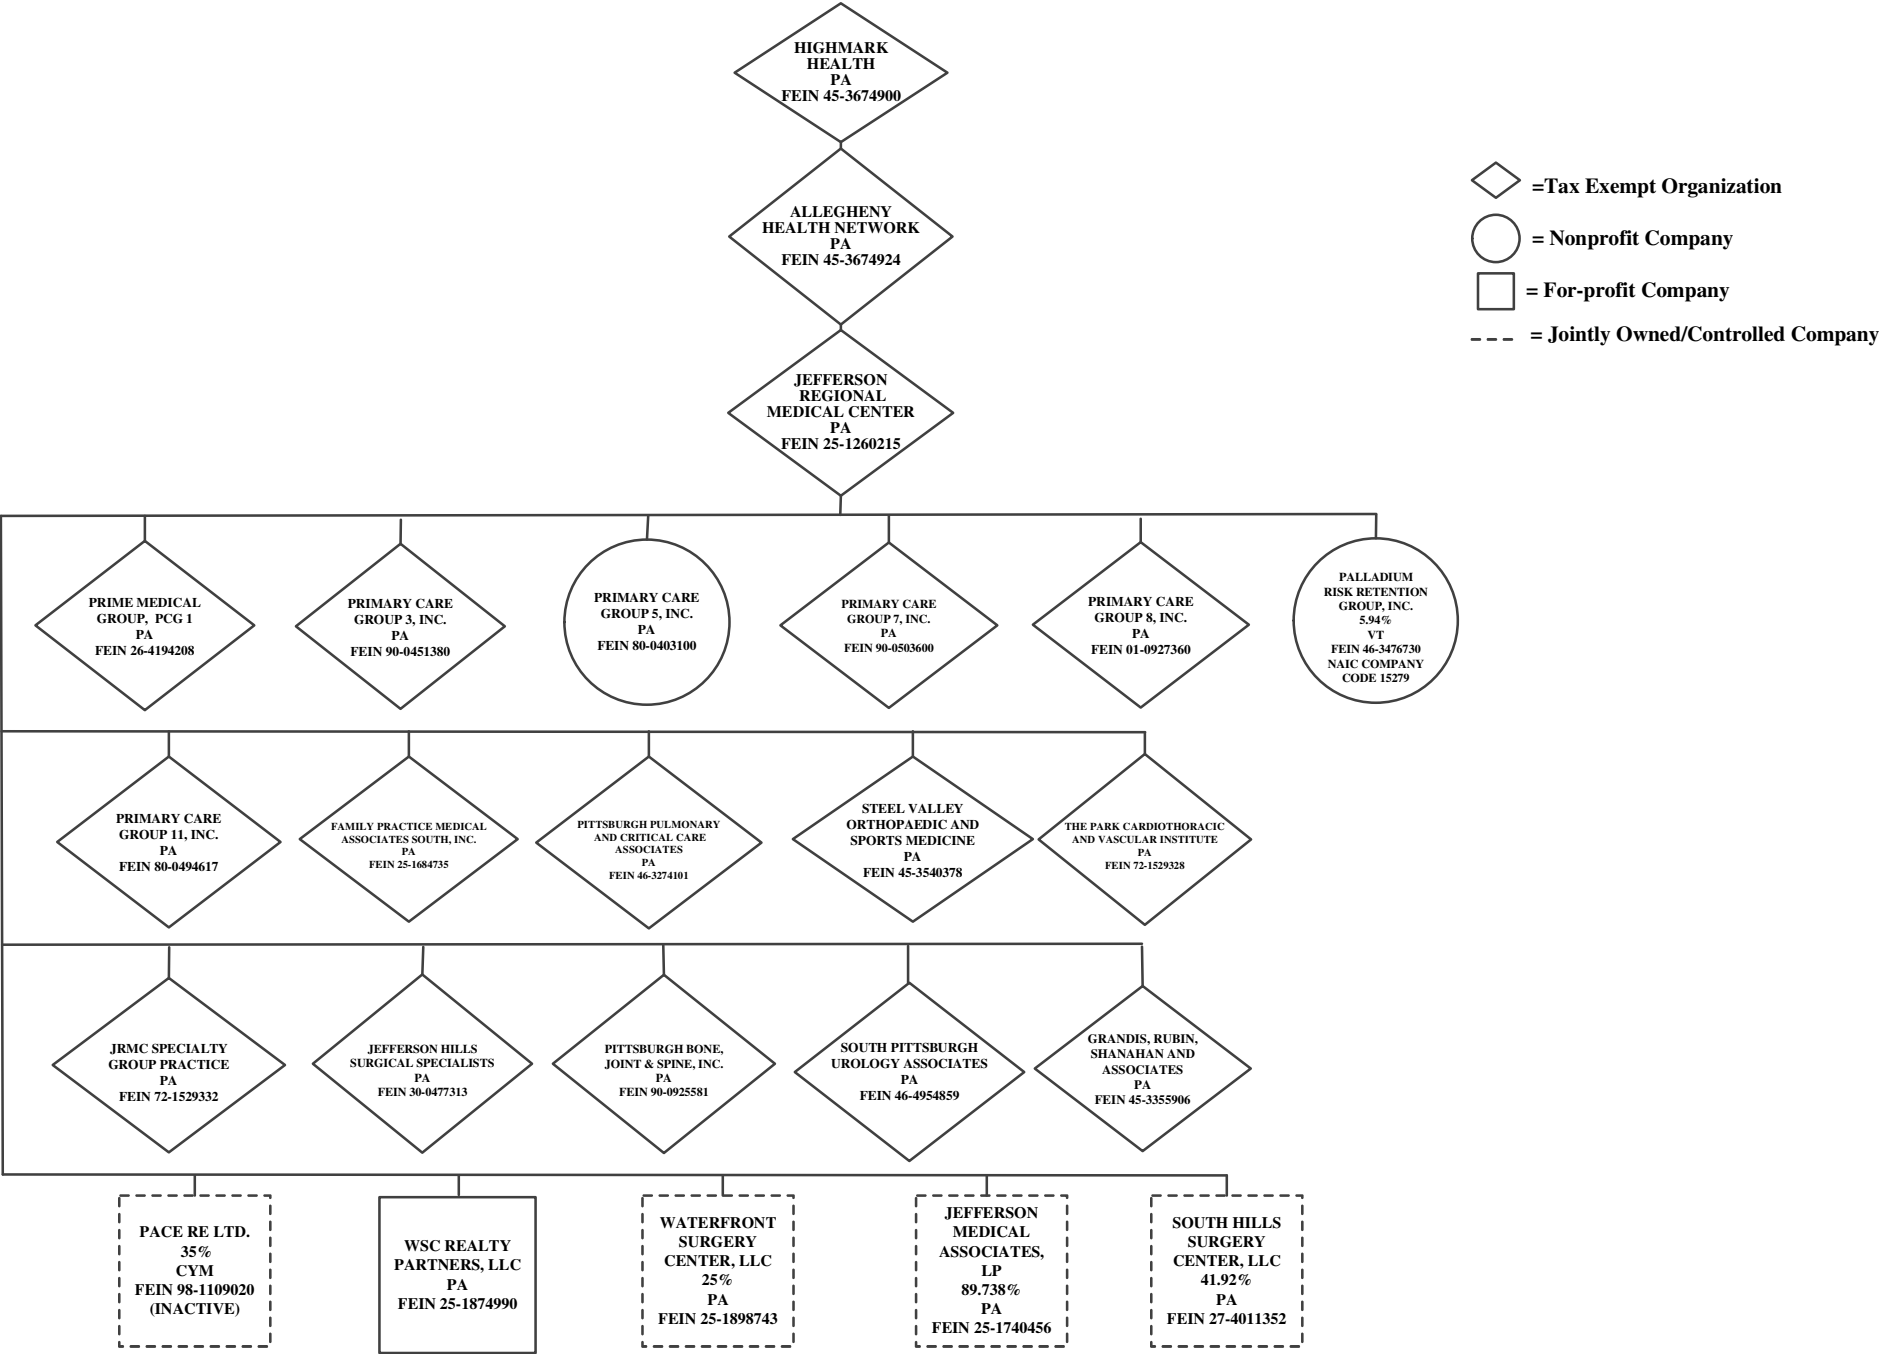 HIGHMARK
HEALTH
PA
FEIN 45-3674900
ALLEGHENY
HEALTH NETWORK
PA
FEIN 45-3674924
=Tax Exempt Organization
= Nonprofit Company
= For-profit Company
= Jointly Owned/Controlled Company
JEFFERSON
REGIONAL
MEDICAL CENTER
PA
FEIN 25-1260215
PRIME MEDICAL
GROUP, PCG 1
PA
FEIN 26-4194208
PRIMARY CARE
GROUP 3, INC.
PA
FEIN 90-0451380
PRIMARY CARE
GROUP 5, INC.
PA
FEIN 80-0403100
PRIMARY CARE
GROUP 7, INC.
PA
FEIN 90-0503600
PRIMARY CARE
GROUP 8, INC.
PA
FEIN 01-0927360
PALLADIUM
RISK RETENTION
GROUP, INC.
5.94%
VT
FEIN 46-3476730
NAIC COMPANY
CODE 15279
PRIMARY CARE
GROUP 11, INC.
PA
FEIN 80-0494617
FAMILY PRACTICE MEDICAL
ASSOCIATES SOUTH, INC.
PA
FEIN 25-1684735
PITTSBURGH PULMONARY
AND CRITICAL CARE
ASSOCIATES
PA
FEIN 46-3274101
STEEL VALLEY
ORTHOPAEDIC AND
SPORTS MEDICINE
PA
FEIN 45-3540378
THE PARK CARDIOTHORACIC
AND VASCULAR INSTITUTE
PA
FEIN 72-1529328
JRMC SPECIALTY
GROUP PRACTICE
PA
FEIN 72-1529332
JEFFERSON HILLS
SURGICAL SPECIALISTS
PA
FEIN 30-0477313
PITTSBURGH BONE,
JOINT & SPINE, INC.
PA
FEIN 90-0925581
SOUTH PITTSBURGH
UROLOGY ASSOCIATES
PA
FEIN 46-4954859
GRANDIS, RUBIN,
SHANAHAN AND
ASSOCIATES
PA
FEIN 45-3355906
PACE RE LTD.
35%
CYM
FEIN 98-1109020
(INACTIVE)
WSC REALTY
PARTNERS, LLC
PA
FEIN 25-1874990
WATERFRONT
SURGERY
CENTER, LLC
25%
PA
FEIN 25-1898743
JEFFERSON
MEDICAL
ASSOCIATES,
LP
89.738%
PA
FEIN 25-1740456
SOUTH HILLS
SURGERY
CENTER, LLC
41.92%
PA
FEIN 27-4011352